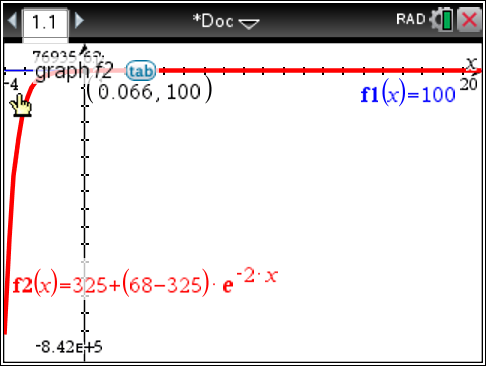 1.1
*Doc
RAD
76935.62
graph f2 tab
x
-4
20
(0.066, 100)
f1(x)=100
f2(x)=325+(68-325)·e^-2·x
-8.42E+5